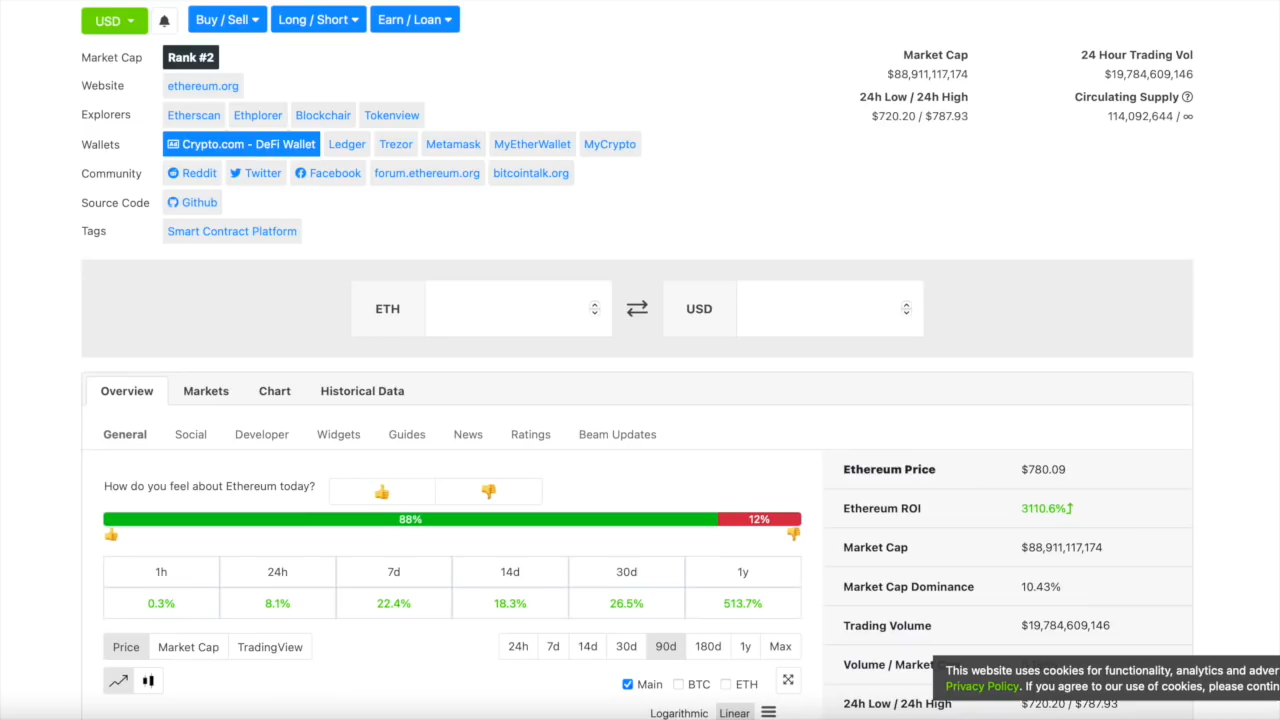 USD
Buy / Sell
Long / Short
Earn / Loan
Market Cap Rank #2
Website ethereum.org
Explorers Etherscan Ethplorer Blockchair Tokenview
Wallets Crypto.com - DeFi Wallet Ledger Trezor Metamask MyEtherWallet MyCrypto
Community Reddit Twitter Facebook forum.ethereum.org bitcointalk.org
Source Code Github
Tags Smart Contract Platform
Market Cap 24 Hour Trading Vol
$88,911,117,174 $19,784,609,146
24h Low / 24h High Circulating Supply
$720.20 / $787.93 114,092,644 / ∞
ETH USD
Overview Markets Chart Historical Data
General Social Developer Widgets Guides News Ratings Beam Updates
How do you feel about Ethereum today?
88% 12%
1h 24h 7d 14d 30d 1y
0.3% 8.1% 22.4% 18.3% 26.5% 513.7%
Price Market Cap TradingView 24h 7d 14d 30d 90d 180d 1y Max
Main BTC ETH
Logarithmic Linear
Ethereum Price $780.09
Ethereum ROI 3110.6%
Market Cap $88,911,117,174
Market Cap Dominance 10.43%
Trading Volume $19,784,609,146
Volume / Market
24h Low / 24h High $720.20 / $787.93
This website uses cookies for functionality, analytics and adver
Privacy Policy. If you agree to our use of cookies, please contin